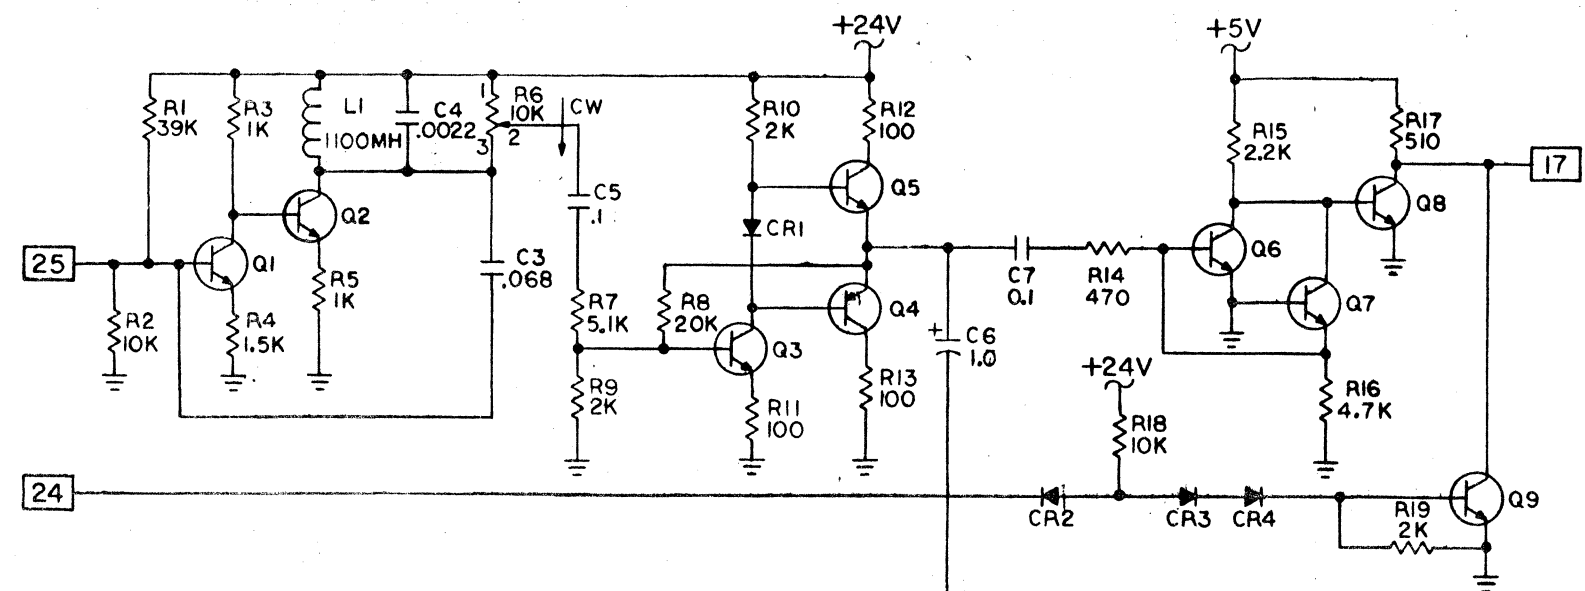 +24V
+5V
R1
39K
R3
1K
L1
1100MH
C4
.0022
1
R6
10K
2
3
CW
R10
2K
R12
100
R15
2.2K
R17
510
17
Q2
C5
.1
CR1
Q5
Q6
Q8
25
Q1
R5
1K
C3
.068
C7
0.1
R14
470
R2
10K
R4
1.5K
R7
5.1K
R8
20K
Q3
Q4
+
C6
1.0
Q7
R9
2K
R11
100
R13
100
+24V
R18
10K
R16
4.7K
24
CR2
CR3
CR4
R19
2K
Q9